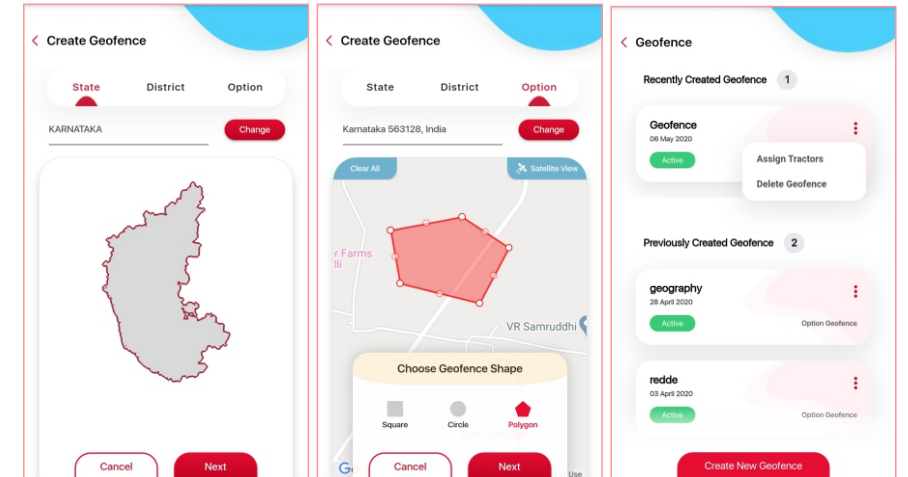 Create Geofence
State District Option
KARNATAKA Change
Cancel Next
Create Geofence
State District Option
Karnataka 563128, India Change
Clear All Satellite View
r Farms
lli
VR Samruddhi
Choose Geofence Shape
Square Circle Polygon
Cancel Next
G
Use
Geofence
Recently Created Geofence 1
Geofence
06 May 2020
Active
Assign Tractors
Delete Geofence
Previously Created Geofence 2
geography
28 April 2020
Active Option Geofence
redde
03 April 2020
Active Option Geofence
Create New Geofence